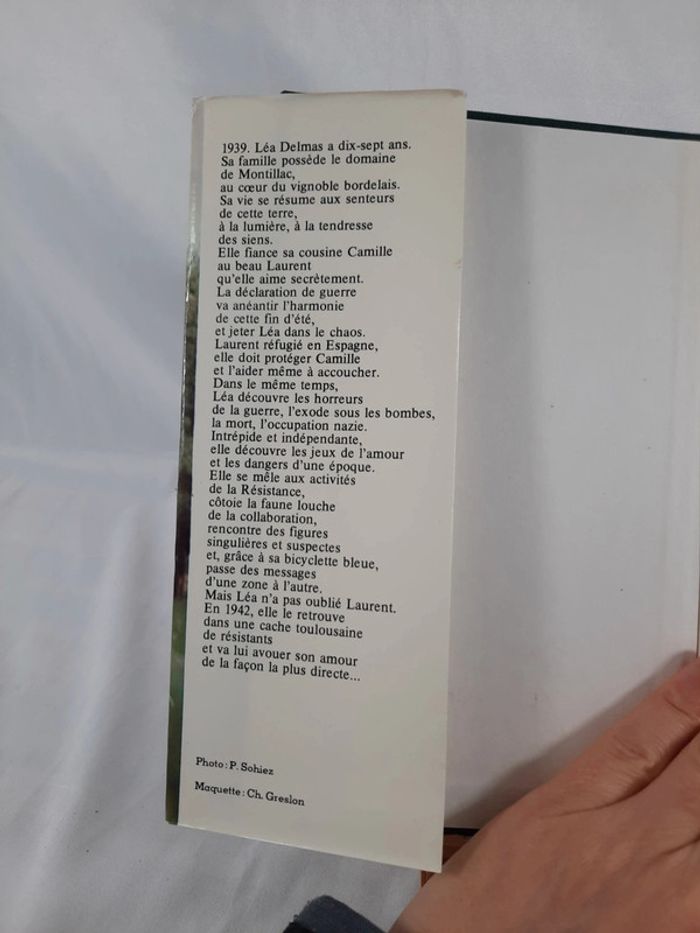 1939. Léa Delmas a dix-sept ans.
Sa famille possède le domaine
de Montillac,
au cœur du vignoble bordelais.
Sa vie se résume aux senteurs
de cette terre,
à la lumière, à la tendresse
des siens.
Elle fiance sa cousine Camille
au beau Laurent
qu'elle aime secrètement.
La déclaration de guerre
va anéantir l'harmonie
de cette fin d'été,
et jeter Léa dans le chaos.
Laurent réfugié en Espagne,
elle doit protéger Camille
et l'aider même à accoucher.
Dans le même temps,
Léa découvre les horreurs
de la guerre, l'exode sous les bombes,
la mort, l'occupation nazie.
Intrépide et indépendante,
elle découvre les jeux de l'amour
et les dangers d'une époque.
Elle se mêle aux activités
de la Résistance,
côtoie la faune louche
de la collaboration,
rencontre des figures
singulières et suspectes
et, grâce à sa bicyclette bleue,
passe des messages
d'une zone à l'autre.
Mais Léa n'a pas oublié Laurent.
En 1942, elle le retrouve
dans une cache toulousaine
de résistants
et va lui avouer son amour
de la façon la plus directe...
Photo : P. Sohiez
Maquette : Ch. Greslon